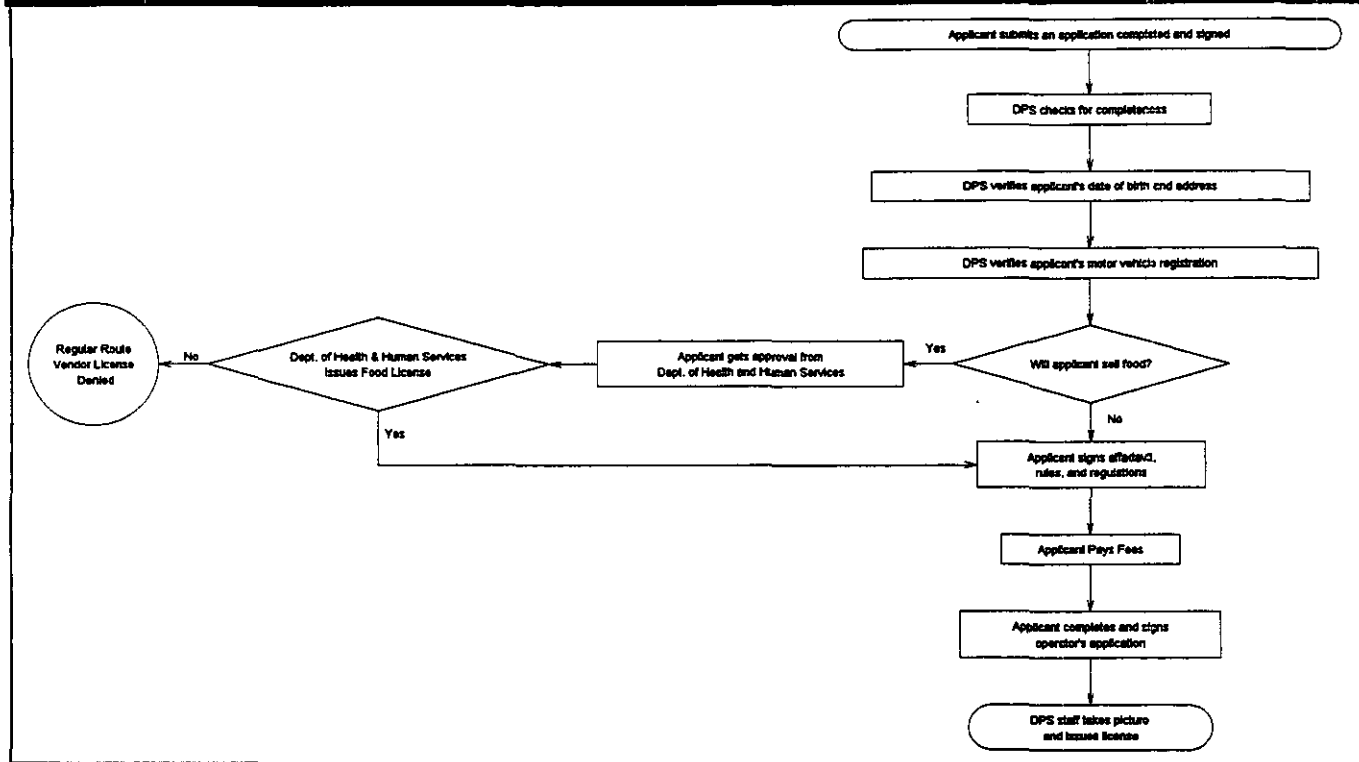 Applicant submits an application completed and signed
DPS checks for completeness
DPS verifies applicant's date of birth and address
DPS verifies applicant's motor vehicle registration
Will applicant sell food?
Yes
No
Applicant gets approval from
Dept. of Health and Human Services
Dept. of Health & Human Services
Issues Food License
No
Yes
Regular Route
Vendor License
Denied
Applicant signs
rules, and regulations
Applicant Pays Fees
Applicant completes and signs
operator's application
DPS staff takes picture
and issues license